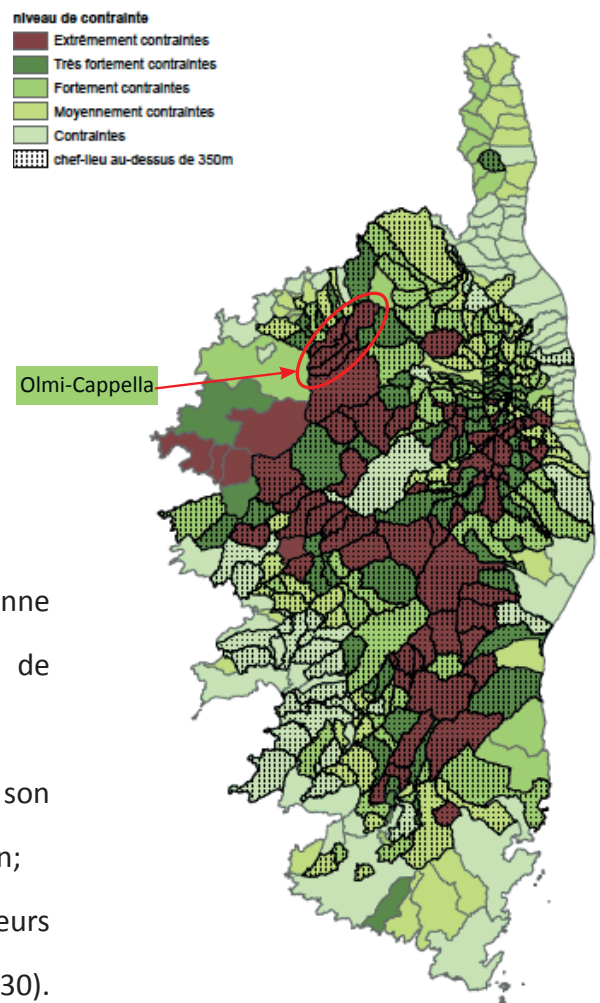 niveau de contrainte
Extrêmement contraintes
Très fortement contraintes
Fortement contraintes
Moyennement contraintes
Contraintes
chef-lieu au-dessus de 350m
Olmi-Cappella
nne
de
son
n;
eurs
30).